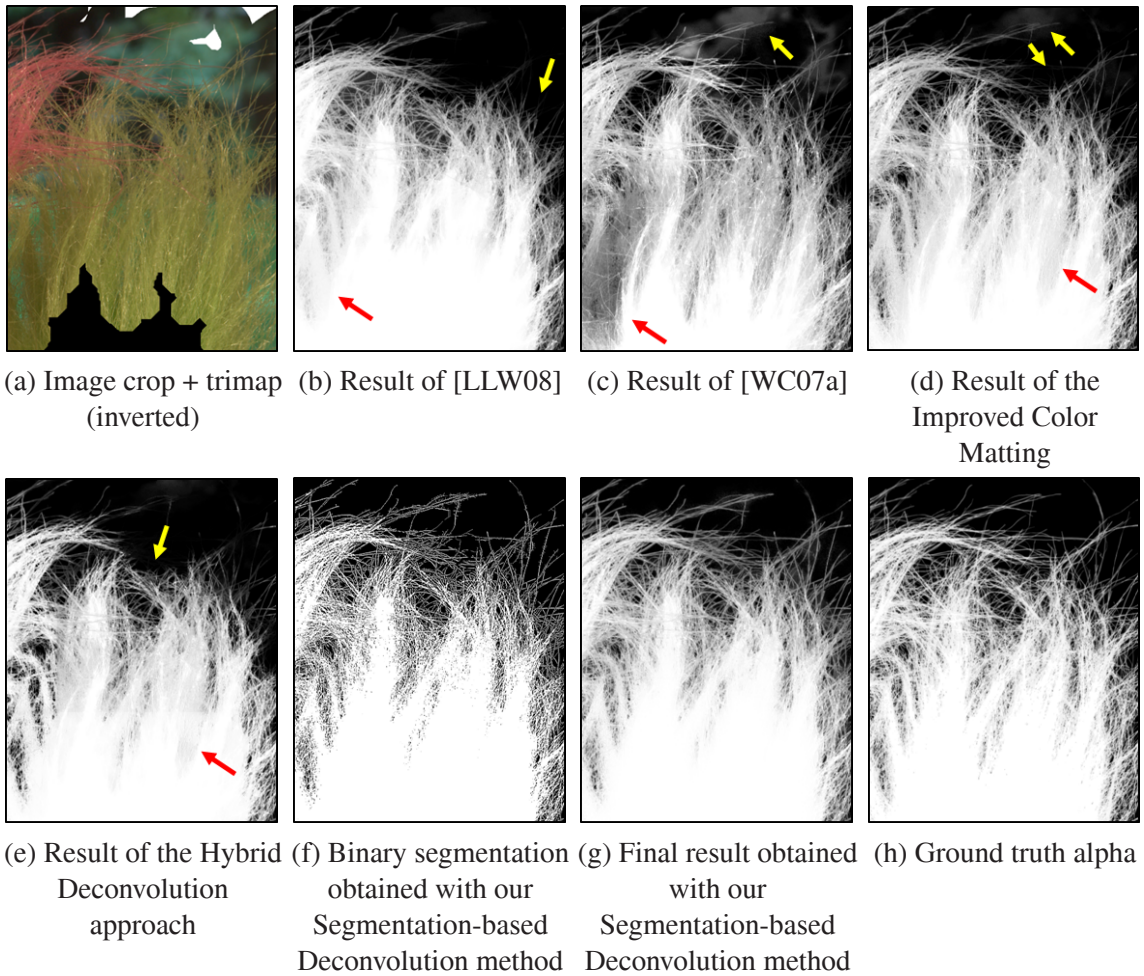 (a) Image crop + trimap
(inverted)
(b) Result of [LLW08]
(c) Result of [WC07a]
(d) Result of the
Improved Color
Matting
(e) Result of the Hybrid
Deconvolution
approach
(f) Binary segmentation
obtained with our
Segmentation-based
Deconvolution method
(g) Final result obtained
with our
Segmentation-based
Deconvolution method
(h) Ground truth alpha